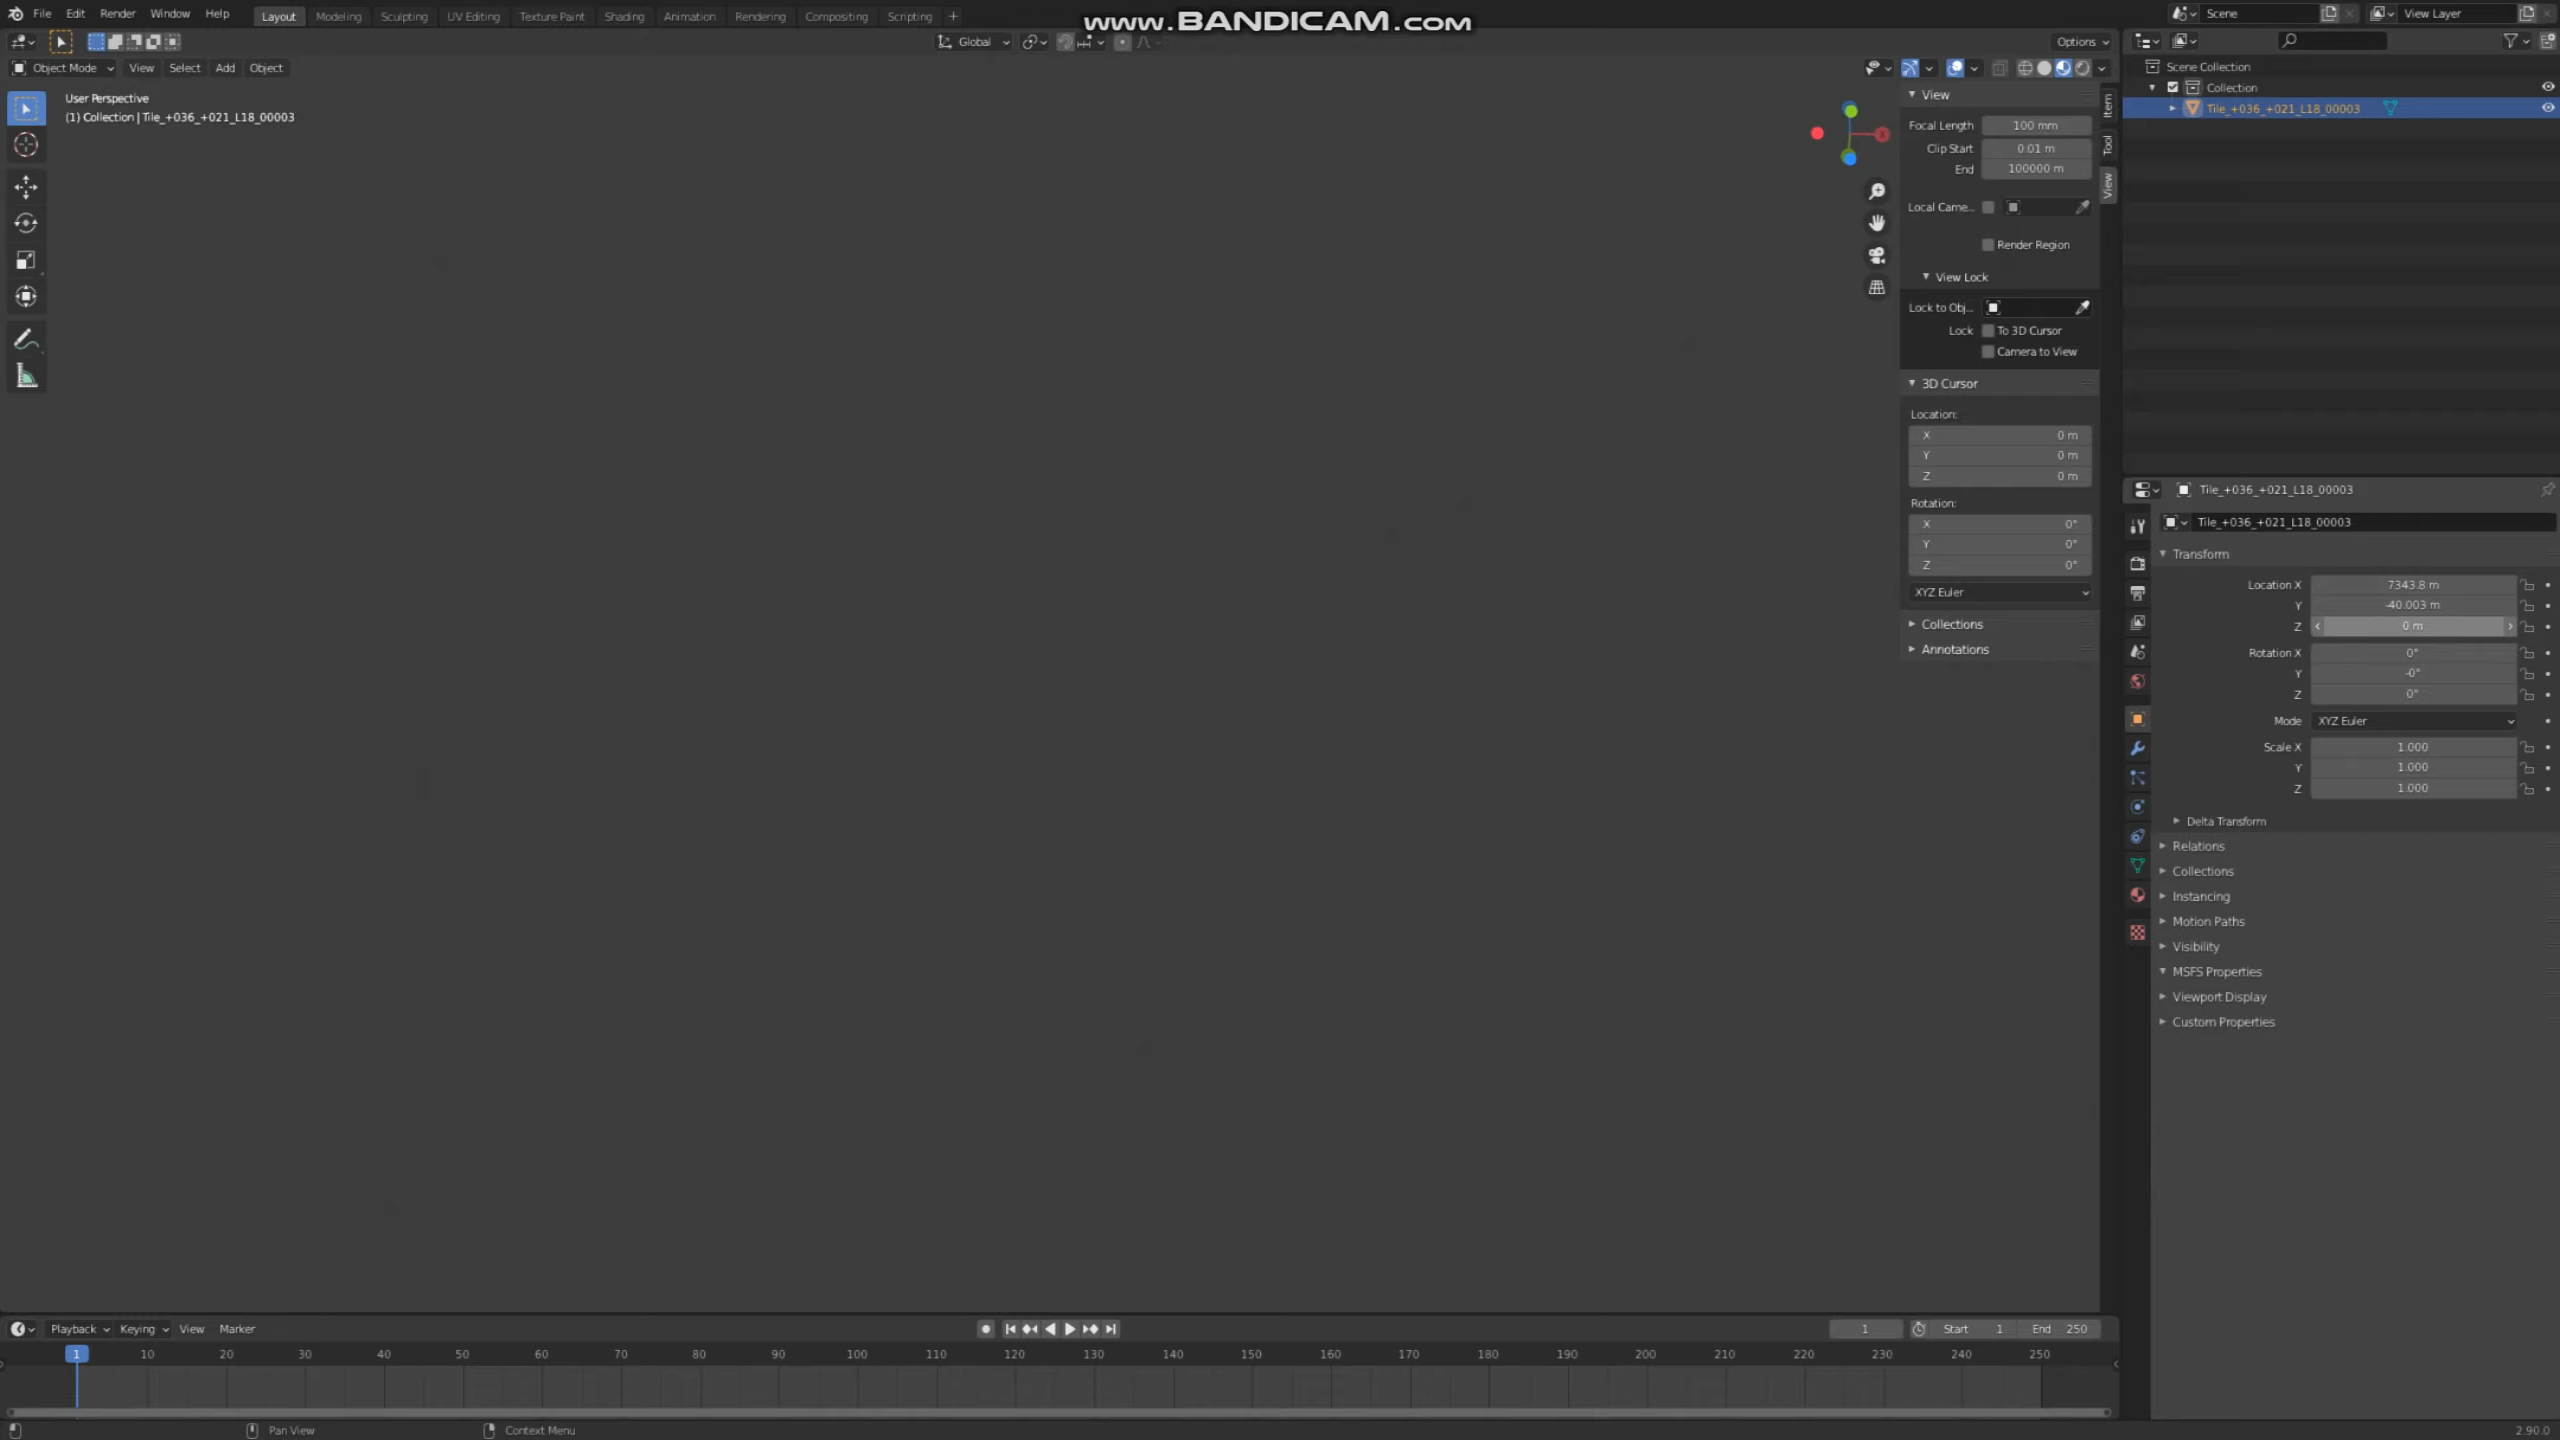 File Edit Render Window Help Layout Modeling Sculpting UV Editing Texture Paint Shading Animation Rendering Compositing Scripting + www.BANDICAM.com Scene View Layer
Global Options
Object Mode View Select Add Object
User Perspective
(1) Collection | Tile_+036_+021_L18_00003
View
Focal Length 100 mm
Clip Start 0.01 m
End 100000 m
Local Came...
Render Region
View Lock
Lock to Obj...
Lock To 3D Cursor
Camera to View
3D Cursor
Location:
X 0 m
Y 0 m
Z 0 m
Rotation:
X 0°
Y 0°
Z 0°
XYZ Euler
Collections
Annotations
Item
Tool
View
Scene Collection
Collection
Tile_+036_+021_L18_00003
Tile_+036_+021_L18_00003
Tile_+036_+021_L18_00003
Transform
Location X 7343.8 m
Y -40.003 m
Z 0 m
Rotation X 0°
Y -0°
Z 0°
Mode XYZ Euler
Scale X 1.000
Y 1.000
Z 1.000
Delta Transform
Relations
Collections
Instancing
Motion Paths
Visibility
MSFS Properties
Viewport Display
Custom Properties
Playback Keying View Marker 1 Start 1 End 250
1 10 20 30 40 50 60 70 80 90 100 110 120 130 140 150 160 170 180 190 200 210 220 230 240 250
Pan View Context Menu 2.90.0